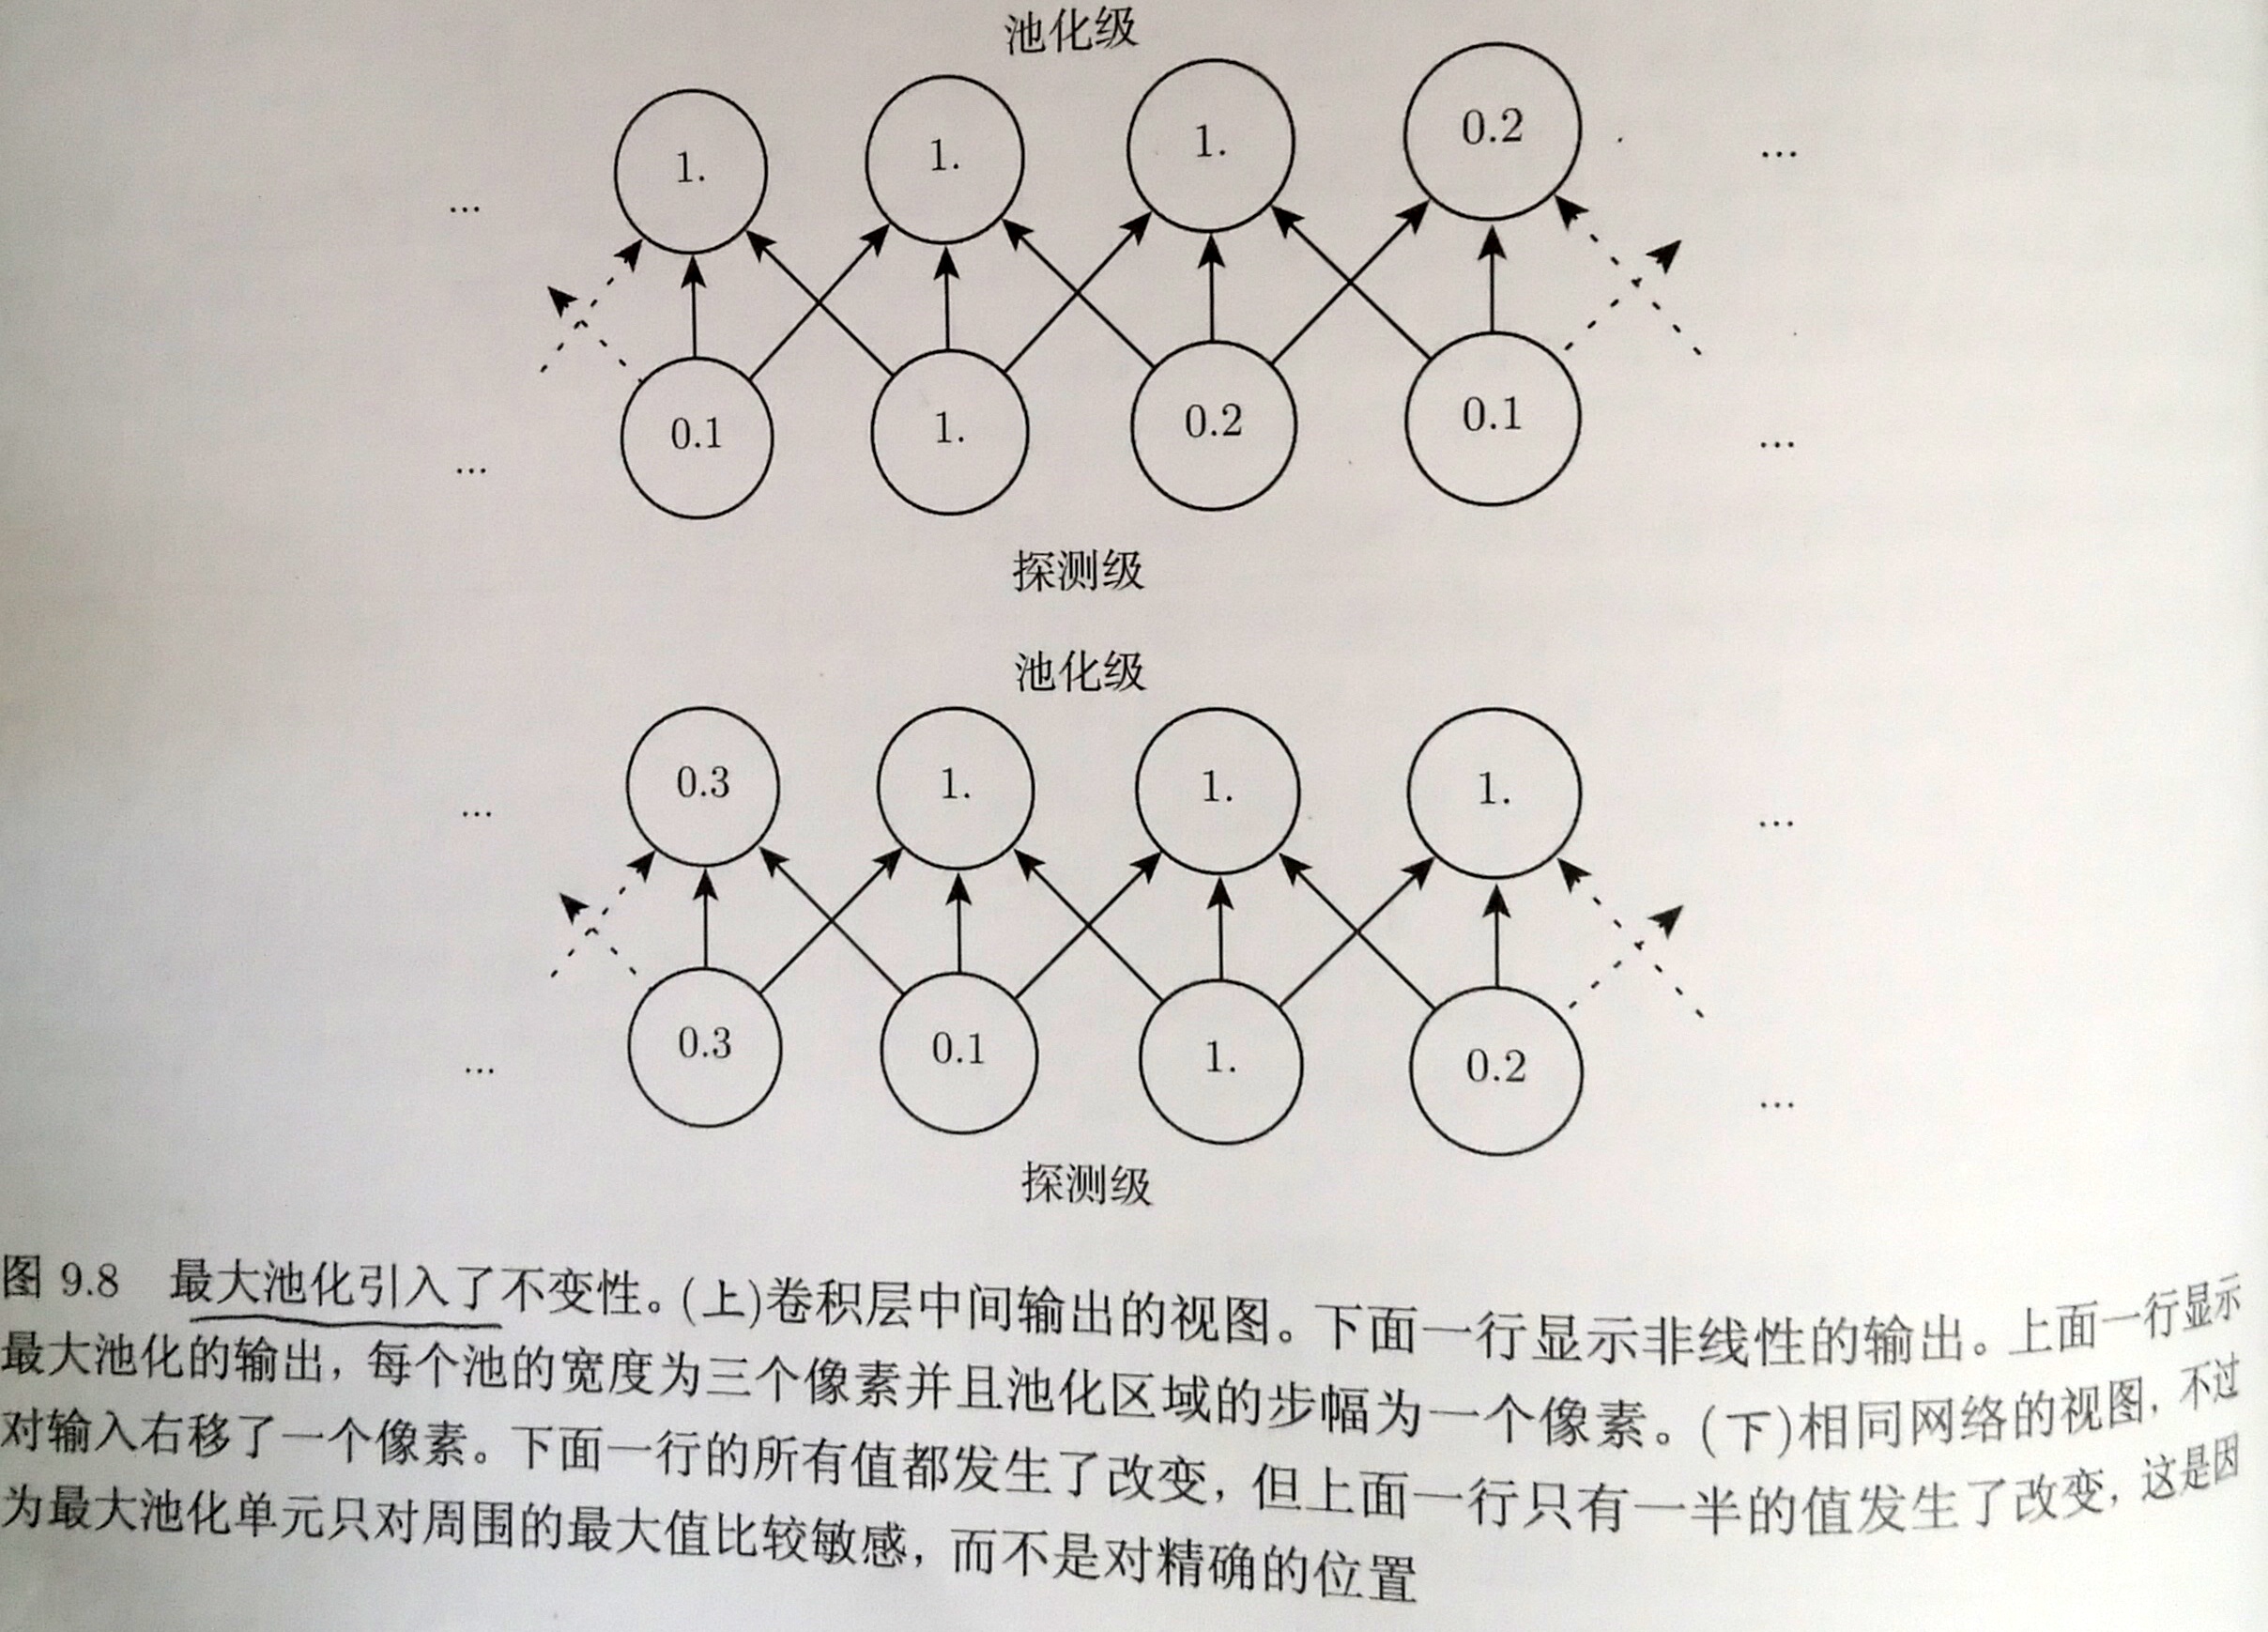 池化级
... 1. 1. 1. 0.2 ...
... 0.1 1. 0.2 0.1 ...
探测级
池化级
... 0.3 1. 1. 1. ...
... 0.3 0.1 1. 0.2 ...
探测级
图 9.8 最大池化引入了不变性。(上)卷积层中间输出的视图。下面一行显示非线性的输出。上面一行显示
最大池化的输出，每个池的宽度为三个像素并且池化区域的步幅为一个像素。(下)相同网络的视图，不过
对输入右移了一个像素。下面一行的所有值都发生了改变，但上面一行只有一半的值发生了改变，这是因
为最大池化单元只对周围的最大值比较敏感，而不是对精确的位置